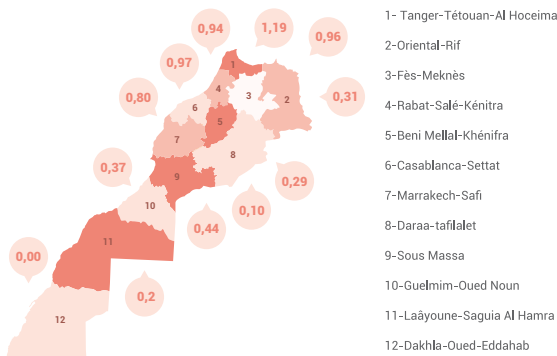 0,94
1,19
0,96
0,97
0,80
0,31
0,37
0,29
0,10
0,44
0,00
0,2
1
2
3
4
5
6
7
8
9
10
11
12
1- Tanger-Tétouan-Al Hoceima
2-Oriental-Rif
3-Fès-Meknès
4-Rabat-Salé-Kénitra
5-Beni Mellal-Khénifra
6-Casablanca-Settat
7-Marrakech-Safi
8-Daraa-tafilalet
9-Sous Massa
10-Guelmim-Oued Noun
11-Laâyoune-Saguia Al Hamra
12-Dakhla-Oued-Eddahab